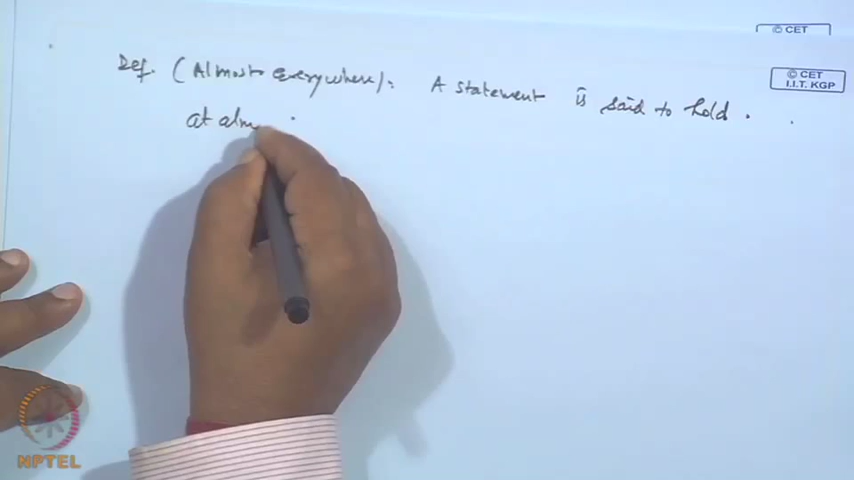 © CET
Def. (Almost everywhere): A statement is said to hold
© CET
I.I.T. KGP
at alm
NPTEL